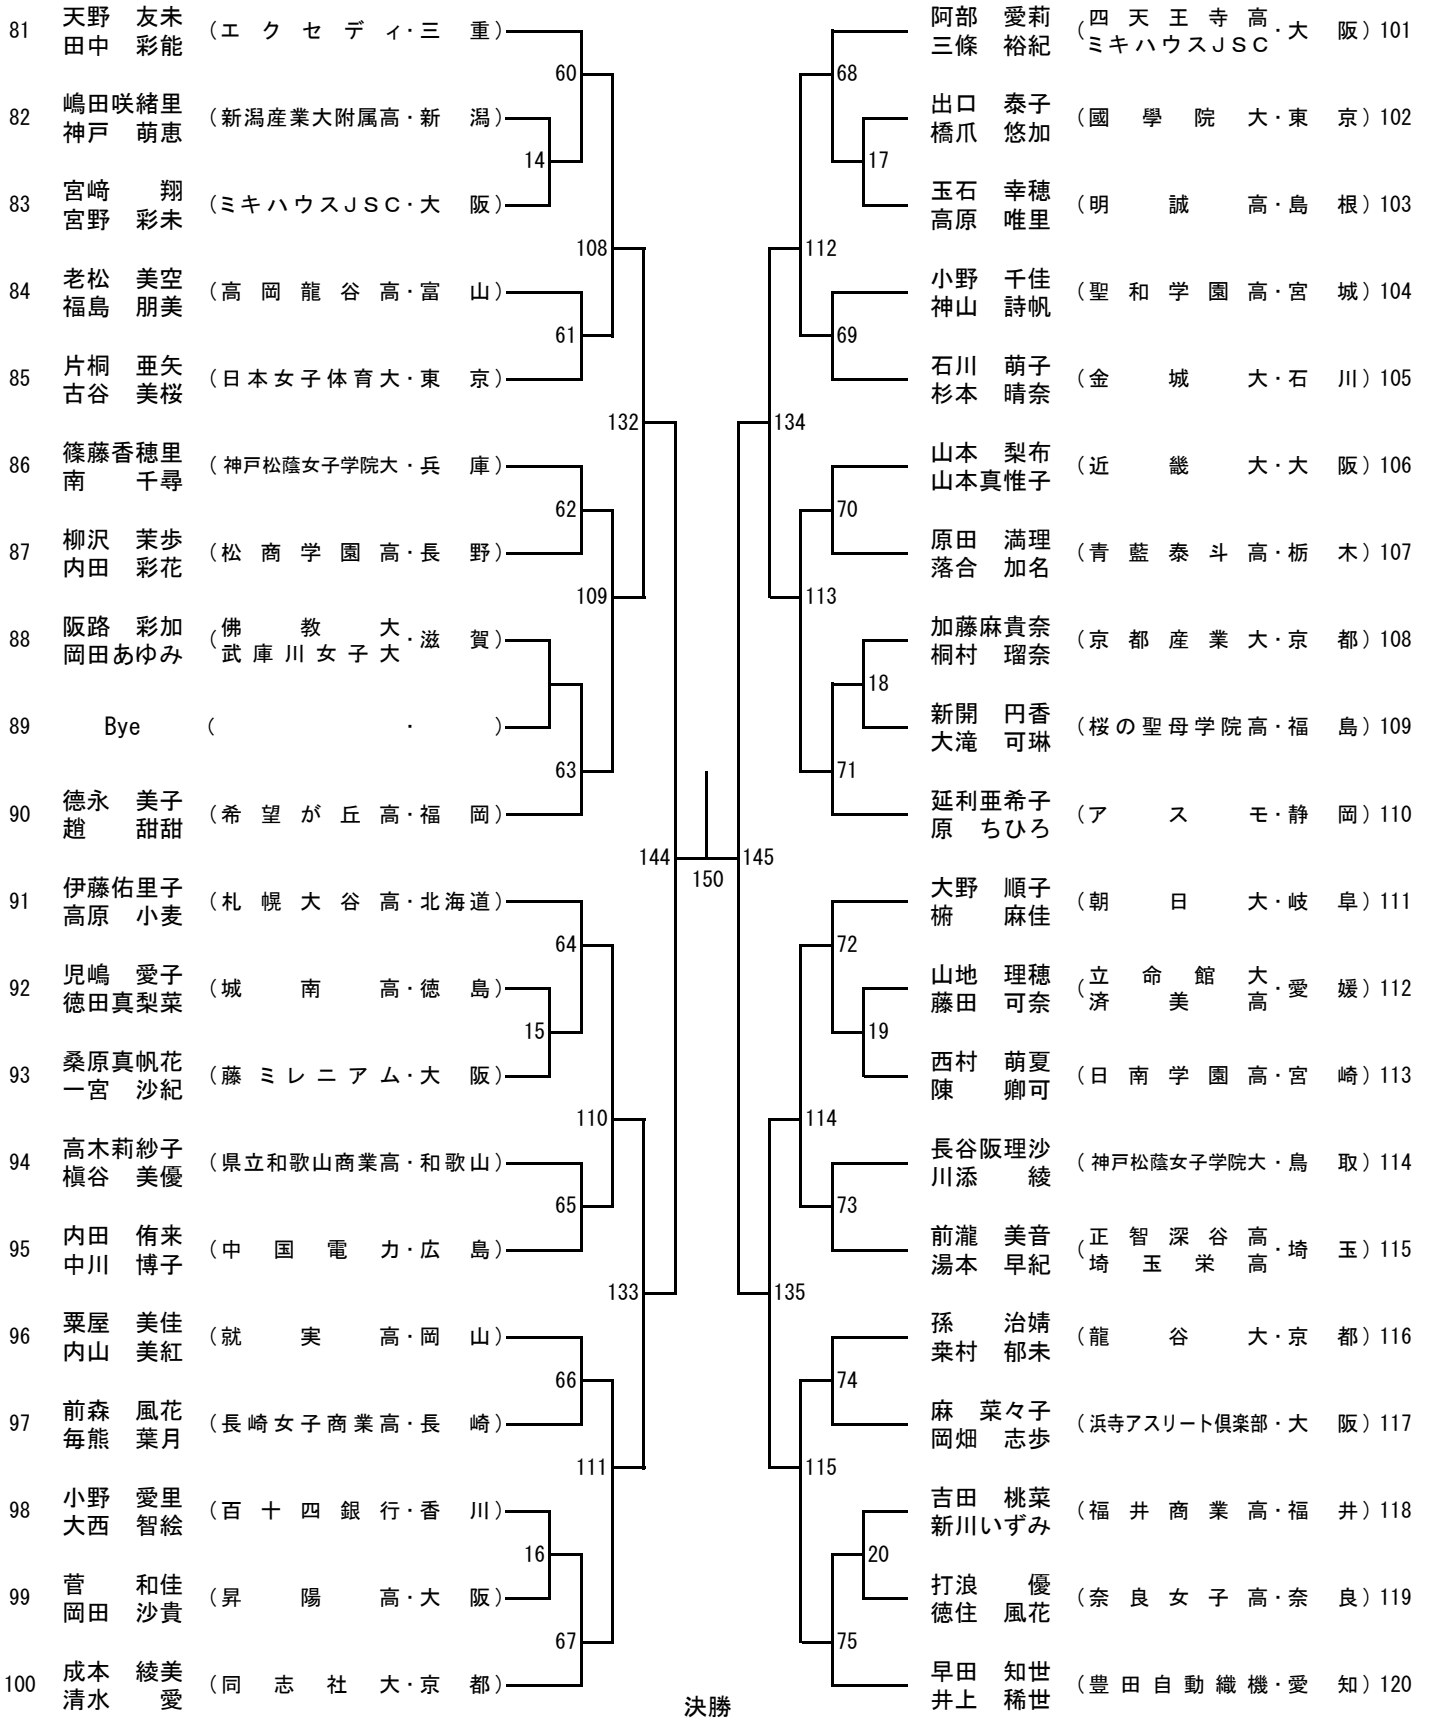 天野 友未
81 (エクセディ・三 重)
田中 彩能
60
嶋田咲緒里
82 (新潟産業大附属高・新 潟)
神戸 萌恵
14
宮﨑 翔
83 (ミキハウスJSC・大 阪)
宮野 彩未
108
老松 美空
84 (高岡龍谷高・富 山)
福島 朋美
61
片桐 亜矢
85 (日本女子体育大・東 京)
古谷 美桜
132
篠藤香穂里
86 (神戸松蔭女子学院大・兵 庫)
南 千尋
62
柳沢 茉歩
87 (松商学園高・長 野)
内田 彩花
109
阪路 彩加 佛教大
88 ( ・滋 賀)
岡田あゆみ 武庫川女子大
89 Bye ( ・ )
63
德永 美子
90 (希望が丘高・福 岡)
趙 甜甜
144
伊藤佑里子
91 (札幌大谷高・北海道)
高原 小麦
64
児嶋 愛子
92 (城南高・徳 島)
徳田真梨菜
15
桑原真帆花
93 (藤ミレニアム・大 阪)
一宮 沙紀
110
高木莉紗子
94 (県立和歌山商業高・和歌山)
槇谷 美優
65
内田 侑来
95 (中国電力・広 島)
中川 博子
133
粟屋 美佳
96 (就実高・岡 山)
内山 美紅
66
前森 風花
97 (長崎女子商業高・長 崎)
毎熊 葉月
111
小野 愛里
98 (百十四銀行・香 川)
大西 智絵
16
菅 和佳
99 (昇陽高・大 阪)
岡田 沙貴
67
成本 綾美
100 (同志社大・京 都)
清水 愛
150
決勝
阿部 愛莉 四天王寺高
( ・大 阪) 101
三條 裕紀 ミキハウスJSC
68
出口 泰子
(國學院大・東 京) 102
橋爪 悠加
17
玉石 幸穂
(明誠高・島 根) 103
高原 唯里
112
小野 千佳
(聖和学園高・宮 城) 104
神山 詩帆
69
石川 萌子
(金城大・石 川) 105
杉本 晴奈
134
山本 梨布
(近畿大・大 阪) 106
山本真惟子
70
原田 満理
(青藍泰斗高・栃 木) 107
落合 加名
113
加藤麻貴奈
(京都産業大・京 都) 108
桐村 瑠奈
18
新開 円香
(桜の聖母学院高・福 島) 109
大滝 可琳
71
延利亜希子
(アスモ・静 岡) 110
原 ちひろ
145
大野 順子
(朝日大・岐 阜) 111
椨 麻佳
72
山地 理穂 立命館大
( ・愛 媛) 112
藤田 可奈 済美高
19
西村 萌夏
(日南学園高・宮 崎) 113
陳 卿可
114
長谷阪理沙
(神戸松蔭女子学院大・鳥 取) 114
川添 綾
73
前瀧 美音 正智深谷高
( ・埼 玉) 115
湯本 早紀 埼玉栄高
135
孫 治婧
(龍谷大・京 都) 116
桒村 郁未
74
麻 菜々子
(浜寺アスリート倶楽部・大 阪) 117
岡畑 志歩
115
吉田 桃菜
(福井商業高・福 井) 118
新川いずみ
20
打浪 優
(奈良女子高・奈 良) 119
徳住 風花
75
早田 知世
(豊田自動織機・愛 知) 120
井上 稀世